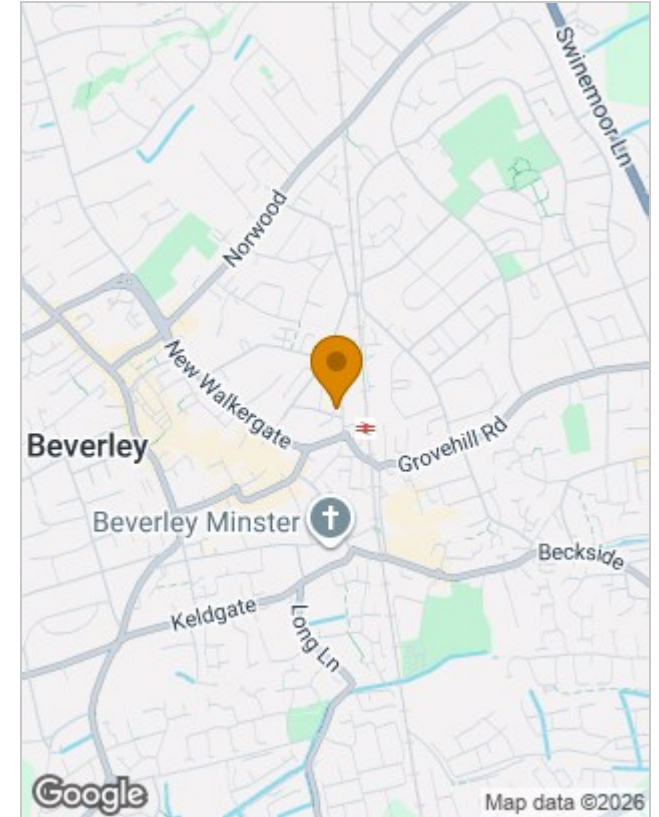 Swinemoor Ln
Norwood
New Walkergate
Beverley
Grovehill Rd
Beverley Minster
Beckside
Keldgate
Long Ln
Google
Map data ©2026